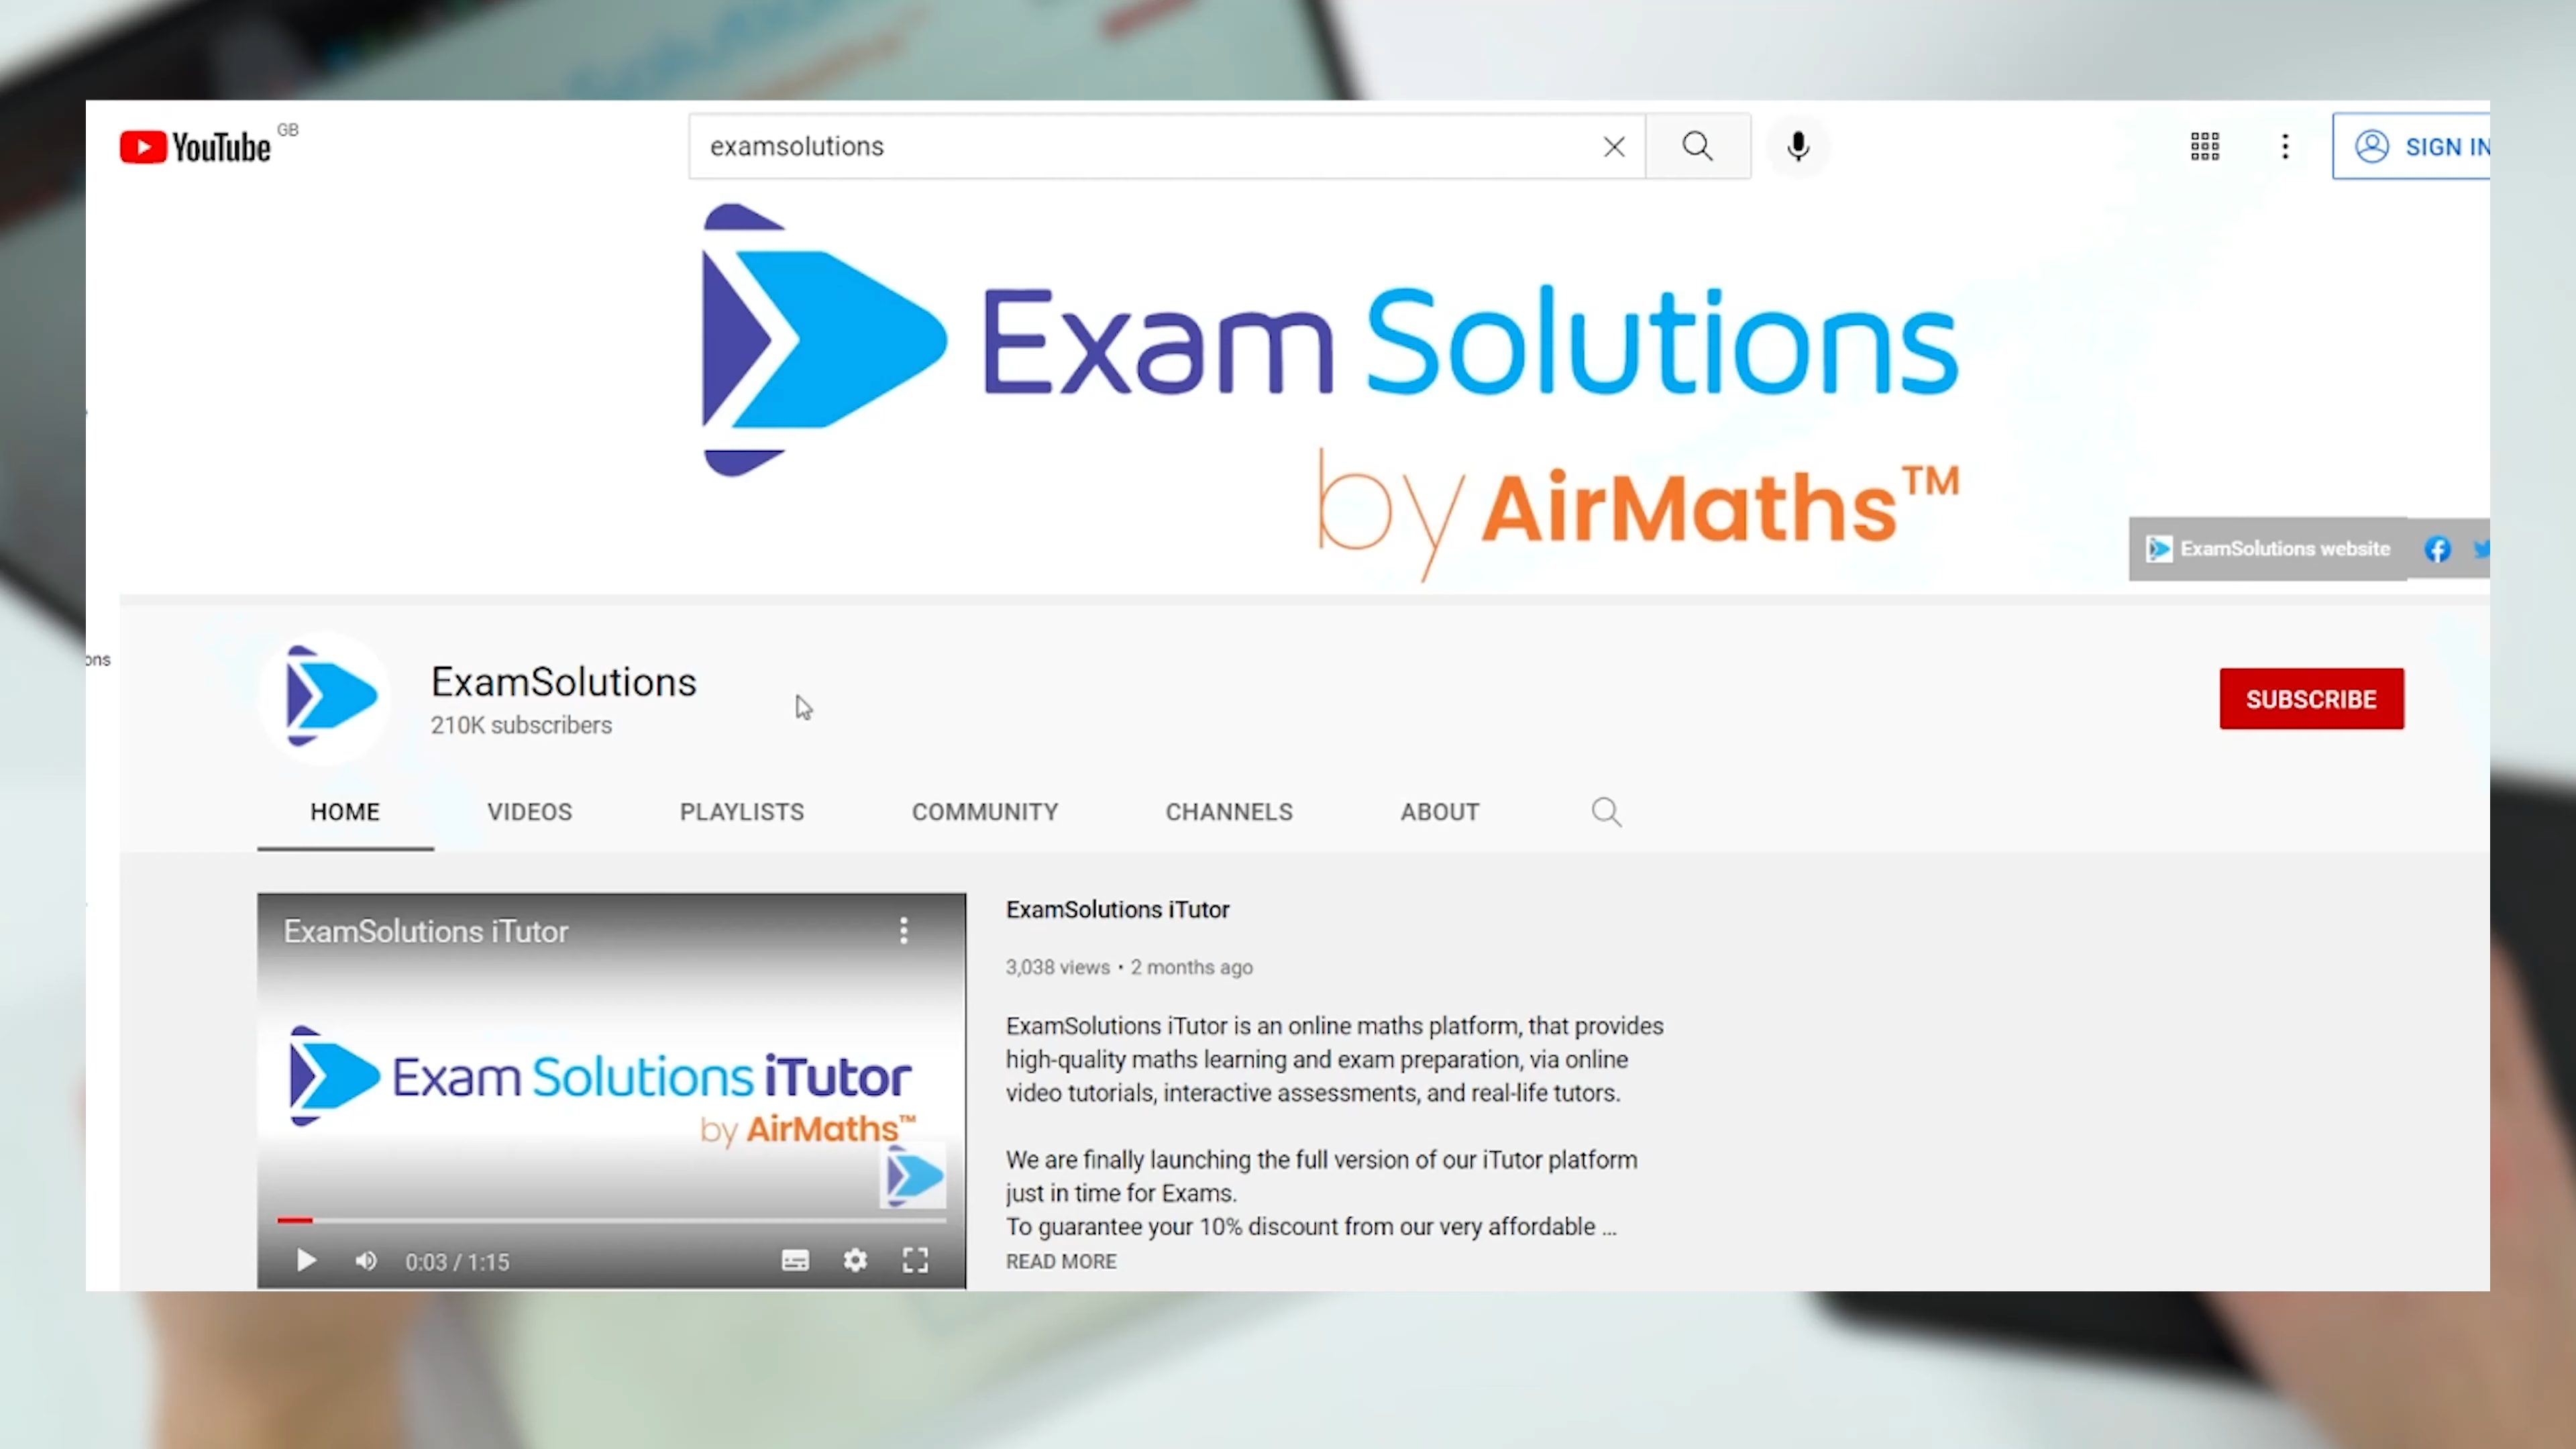 YouTube GB
examsolutions
SIGN IN
Exam Solutions
by AirMaths™
ExamSolutions website
ons
ExamSolutions
210K subscribers
SUBSCRIBE
HOME VIDEOS PLAYLISTS COMMUNITY CHANNELS ABOUT
ExamSolutions iTutor
Exam Solutions iTutor
by AirMaths™
0:03 / 1:15
ExamSolutions iTutor
3,038 views • 2 months ago
ExamSolutions iTutor is an online maths platform, that provides
high-quality maths learning and exam preparation, via online
video tutorials, interactive assessments, and real-life tutors.
We are finally launching the full version of our iTutor platform
just in time for Exams.
To guarantee your 10% discount from our very affordable ...
READ MORE